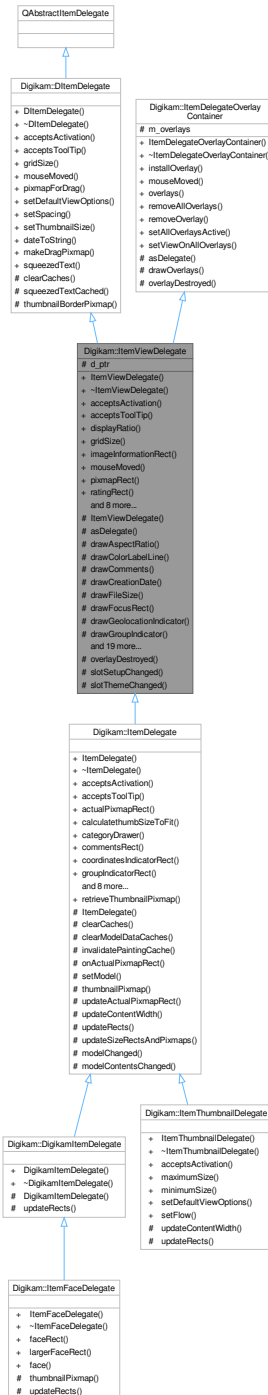 QAbstractItemDelegate
Digikam::DItemDelegate
+ DItemDelegate()
+ ~DItemDelegate()
+ acceptsActivation()
+ acceptsToolTip()
+ gridSize()
+ mouseMoved()
+ pixmapForDrag()
+ setDefaultViewOptions()
+ setSpacing()
+ setThumbnailSize()
+ dateToString()
+ makeDragPixmap()
+ squeezedText()
# clearCaches()
# squeezedTextCached()
# thumbnailBorderPixmap()
Digikam::ItemDelegateOverlay
Container
# m_overlays
+ ItemDelegateOverlayContainer()
+ ~ItemDelegateOverlayContainer()
+ installOverlay()
+ mouseMoved()
+ overlays()
+ removeAllOverlays()
+ removeOverlay()
+ setAllOverlaysActive()
+ setViewOnAllOverlays()
# asDelegate()
# drawOverlays()
# overlayDestroyed()
Digikam::ItemViewDelegate
# d_ptr
+ ItemViewDelegate()
+ ~ItemViewDelegate()
+ acceptsActivation()
+ acceptsToolTip()
+ displayRatio()
+ gridSize()
+ imageInformationRect()
+ mouseMoved()
+ pixmapRect()
+ ratingRect()
and 8 more...
# ItemViewDelegate()
# asDelegate()
# drawAspectRatio()
# drawColorLabelLine()
# drawComments()
# drawCreationDate()
# drawFileSize()
# drawFocusRect()
# drawGeolocationIndicator()
# drawGroupIndicator()
and 19 more...
# overlayDestroyed()
# slotSetupChanged()
# slotThemeChanged()
Digikam::ItemDelegate
+ ItemDelegate()
+ ~ItemDelegate()
+ acceptsActivation()
+ acceptsToolTip()
+ actualPixmapRect()
+ calculatethumbSizeToFit()
+ categoryDrawer()
+ commentsRect()
+ coordinatesIndicatorRect()
+ groupIndicatorRect()
and 8 more...
+ retrieveThumbnailPixmap()
# ItemDelegate()
# clearCaches()
# clearModelDataCaches()
# invalidatePaintingCache()
# onActualPixmapRect()
# setModel()
# thumbnailPixmap()
# updateActualPixmapRect()
# updateContentWidth()
# updateRects()
# updateSizeRectsAndPixmaps()
# modelChanged()
# modelContentsChanged()
Digikam::DigikamItemDelegate
+ DigikamItemDelegate()
+ ~DigikamItemDelegate()
# DigikamItemDelegate()
# updateRects()
Digikam::ItemThumbnailDelegate
+ ItemThumbnailDelegate()
+ ~ItemThumbnailDelegate()
+ acceptsActivation()
+ maximumSize()
+ minimumSize()
+ setDefaultViewOptions()
+ setFlow()
# updateContentWidth()
# updateRects()
Digikam::ItemFaceDelegate
+ ItemFaceDelegate()
+ ~ItemFaceDelegate()
+ faceRect()
+ largerFaceRect()
+ face()
# thumbnailPixmap()
# updateRects()